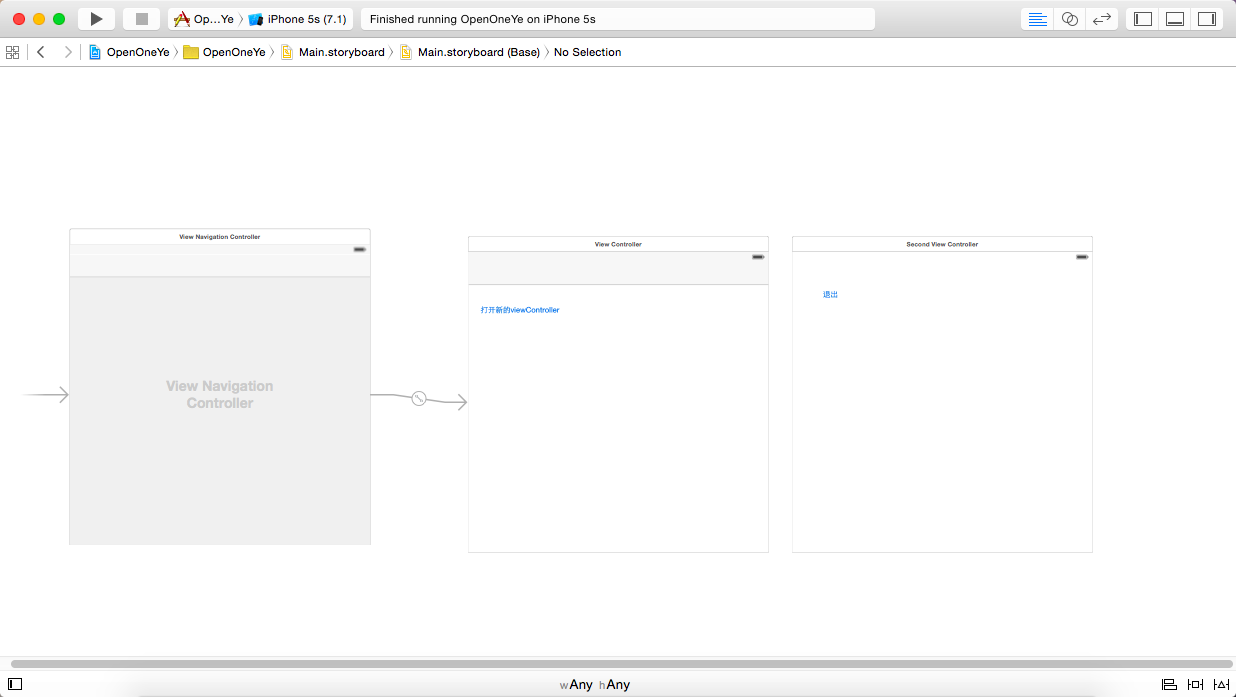 Op...Ye 〉 iPhone 5s (7.1)
Finished running OpenOneYe on iPhone 5s
OpenOneYe 〉 OpenOneYe 〉 Main.storyboard 〉 Main.storyboard (Base) 〉 No Selection
View Navigation Controller
View Controller
Second View Controller
退出
打开新的viewController
View Navigation
Controller
wAny hAny